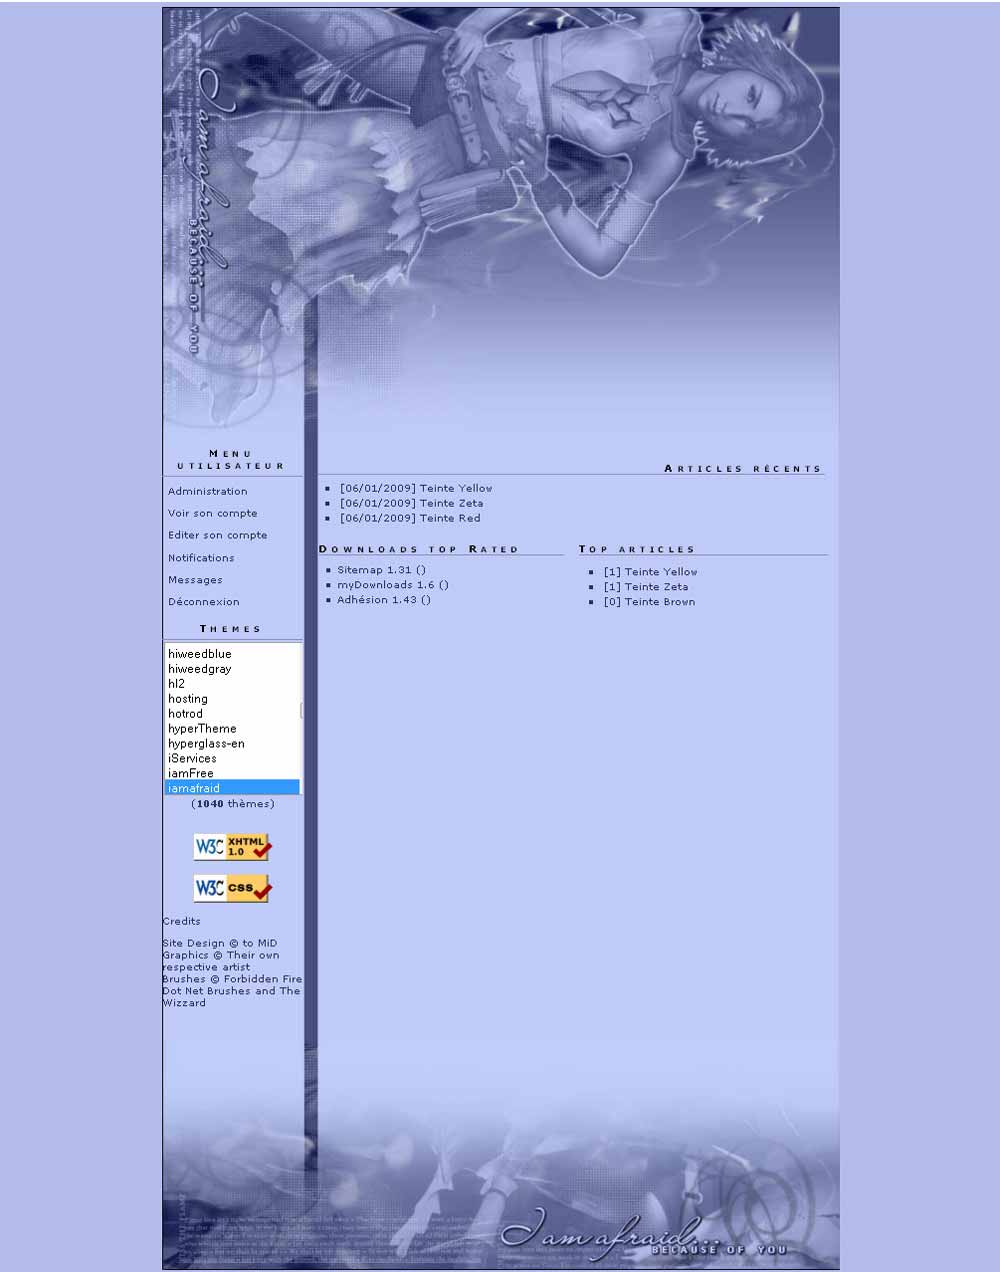 I am afraid...
BECAUSE OF YOU
MENU
UTILISATEUR
Administration
Voir son compte
Editer son compte
Notifications
Messages
Déconnexion
THEMES
hiweedblue
hiweedgray
hl2
hosting
hotrod
hyperTheme
hyperglass-en
iServices
iamFree
iamafraid
(1040 thèmes)
W3C XHTML 1.0
W3C CSS
Credits
Site Design © to MiD
Graphics © Their own
respective artist
Brushes © Forbidden Fire
Dot Net Brushes and The
Wizzard
ARTICLES RÉCENTS
[06/01/2009] Teinte Yellow
[06/01/2009] Teinte Zeta
[06/01/2009] Teinte Red
DOWNLOADS TOP RATED
Sitemap 1.31 ()
myDownloads 1.6 ()
Adhésion 1.43 ()
TOP ARTICLES
[1] Teinte Yellow
[1] Teinte Zeta
[0] Teinte Brown
I am afraid...
BECAUSE OF YOU